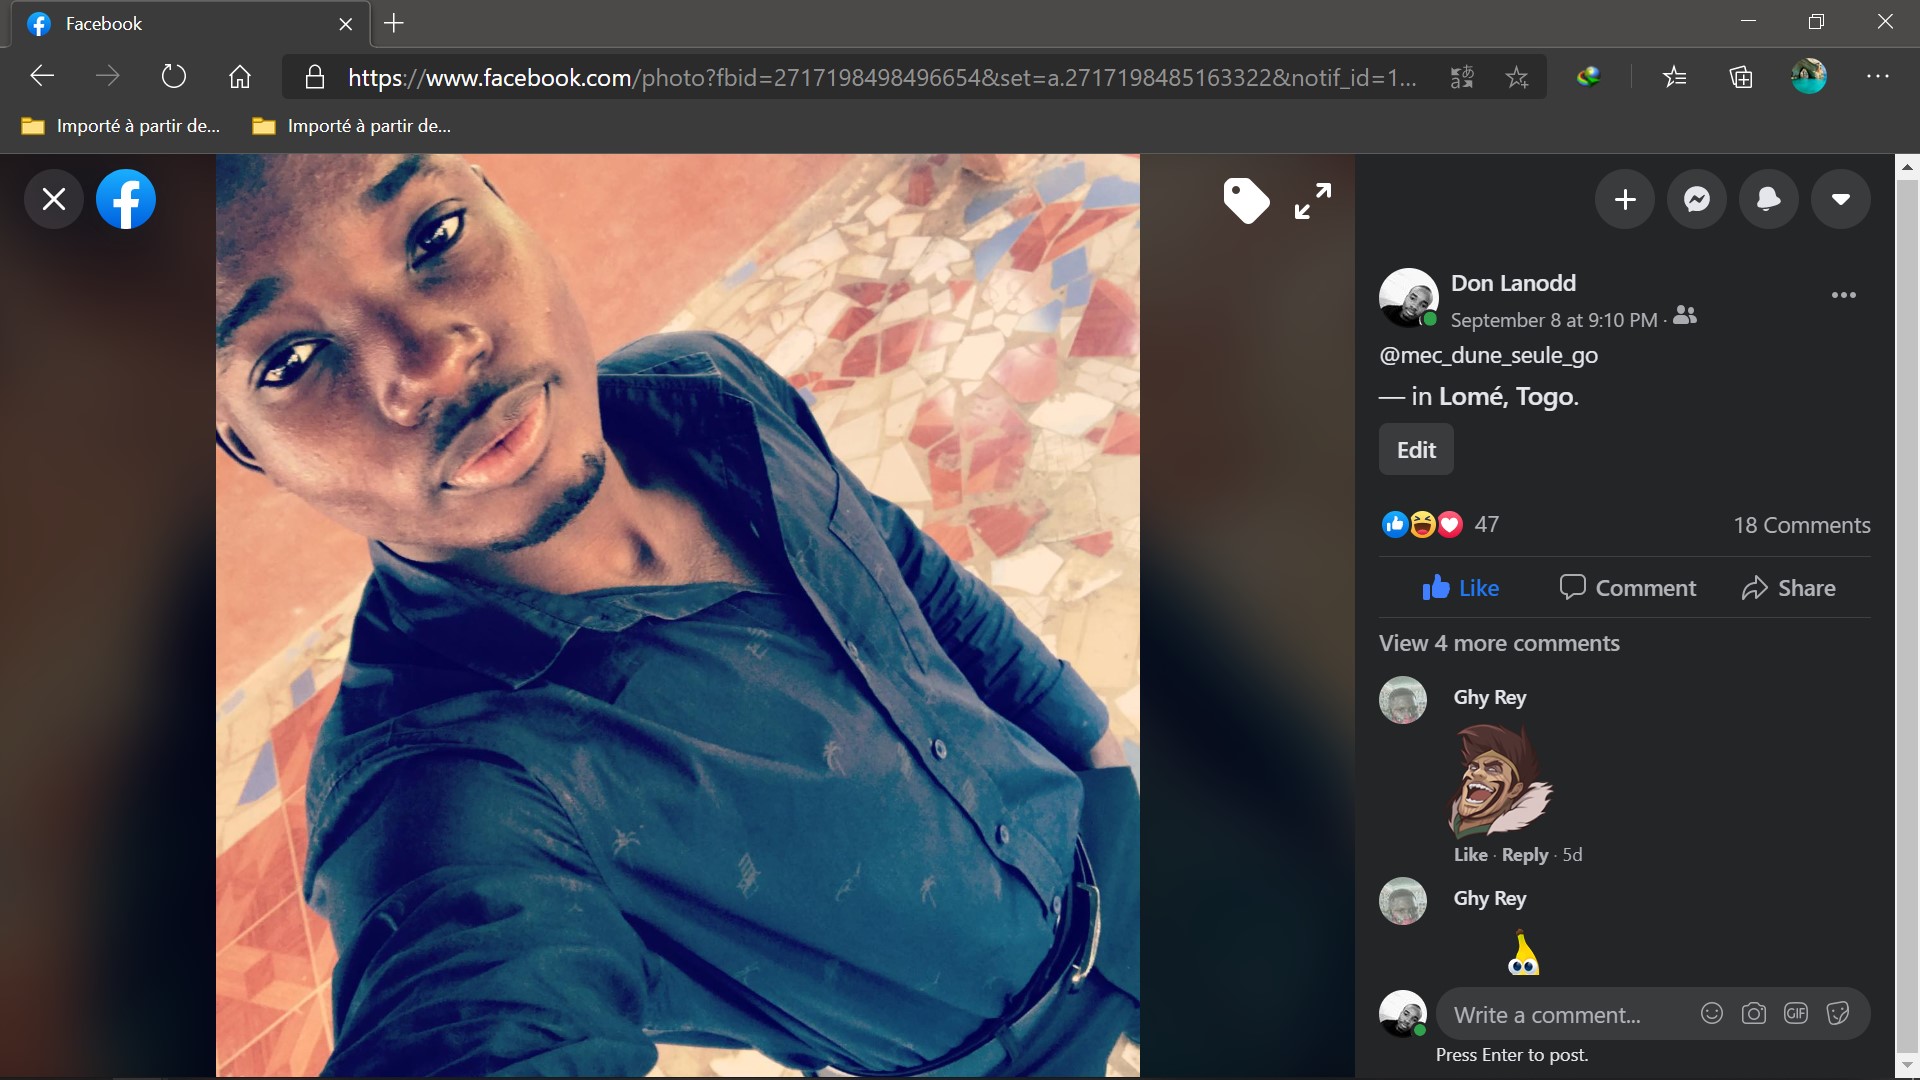 Facebook
https://www.facebook.com/photo?fbid=2717198498496654&set=a.2717198485163322&notif_id=1...
Importé à partir de...
Importé à partir de...
Don Lanodd
September 8 at 9:10 PM ·
@mec_dune_seule_go
— in Lomé, Togo.
Edit
47
18 Comments
Like
Comment
Share
View 4 more comments
Ghy Rey
Like · Reply · 5d
Ghy Rey
Write a comment...
GIF
Press Enter to post.